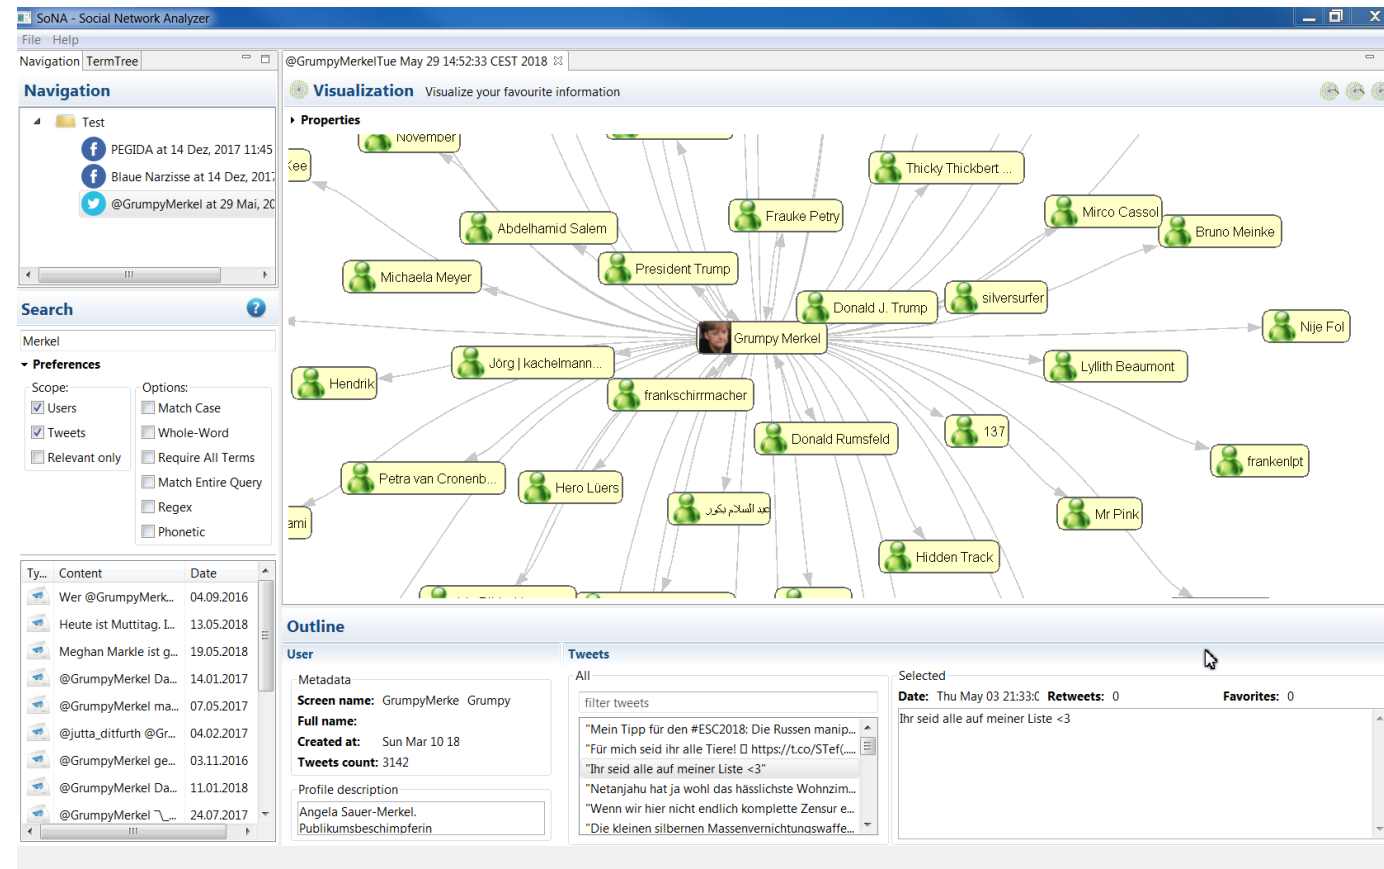 SoNA - Social Network Analyzer
File Help
Navigation TermTree
Navigation
Test
PEGIDA at 14 Dez, 2017 11:45
Blaue Narzisse at 14 Dez, 2017
@GrumpyMerkel at 29 Mai, 20
Search
Merkel
Preferences
Scope:
Users
Tweets
Relevant only
Options:
Match Case
Whole-Word
Require All Terms
Match Entire Query
Regex
Phonetic
Ty... Content Date
Wer @GrumpyMerk... 04.09.2016
Heute ist Muttitag. I... 13.05.2018
Meghan Markle ist g... 19.05.2018
@GrumpyMerkel Da... 14.01.2017
@GrumpyMerkel ma... 07.05.2017
@jutta_ditfurth @Gr... 04.02.2017
@GrumpyMerkel ge... 03.11.2016
@GrumpyMerkel Da... 11.01.2018
@GrumpyMerkel ¯\_... 24.07.2017
@GrumpyMerkelTue May 29 14:52:33 CEST 2018
Visualization Visualize your favourite information
Properties
November
Kee
Thicky Thickbert ...
Frauke Petry
Mirco Cassol
Abdelhamid Salem
Bruno Meinke
President Trump
Michaela Meyer
silversurfer
Donald J. Trump
Nije Fol
Grumpy Merkel
Jörg | kachelmann...
Lyllith Beaumont
Hendrik
frankschirrmacher
137
Donald Rumsfeld
frankenlpt
Petra van Cronenb...
Hero Lüers
عبد السلام بكور
Mr Pink
ami
Hidden Track
Outline
User
Metadata
Screen name: GrumpyMerke Grumpy
Full name:
Created at: Sun Mar 10 18
Tweets count: 3142
Profile description
Angela Sauer-Merkel.
Publikumsbeschimpferin
Tweets
All
filter tweets
"Mein Tipp für den #ESC2018: Die Russen manip...
"Für mich seid ihr alle Tiere! https://t.co/STef(....
"Ihr seid alle auf meiner Liste <3"
"Netanjahu hat ja wohl das hässlichste Wohnzim...
"Wenn wir hier nicht endlich komplette Zensur e...
"Die kleinen silbernen Massenvernichtungswaffe...
Selected
Date: Thu May 03 21:33:0 Retweets: 0 Favorites: 0
Ihr seid alle auf meiner Liste <3